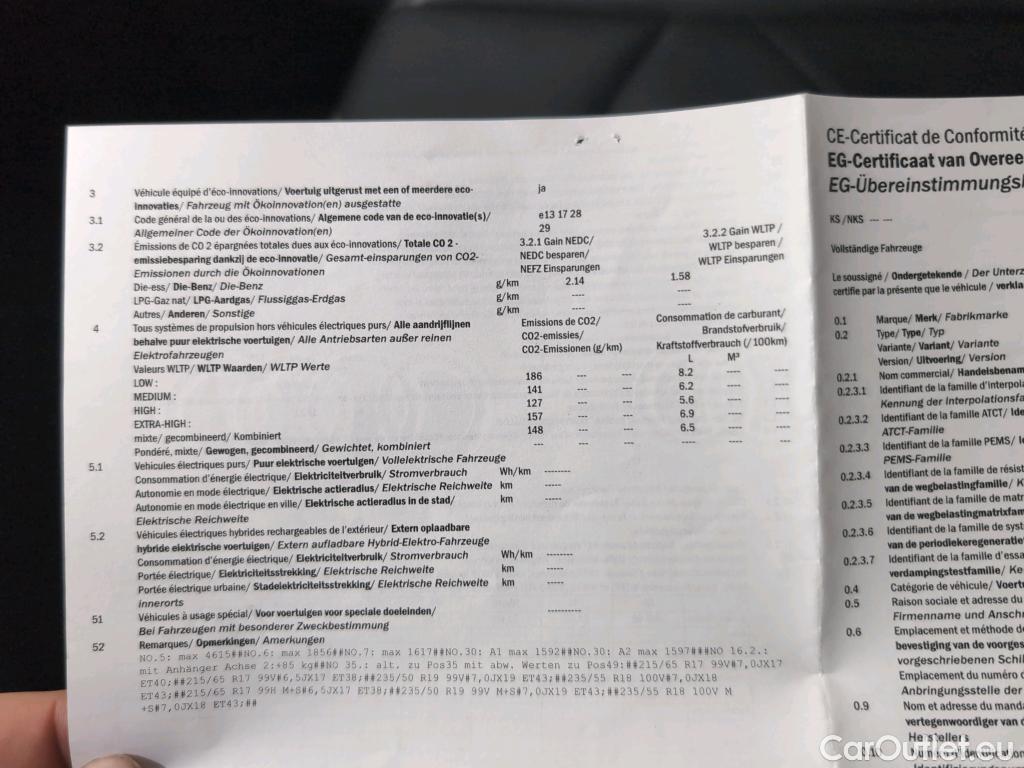 3 Véhicule équipé d'éco-innovations/ Voertuig uitgerust met een of meerdere eco- ja
innovaties/ Fahrzeug mit Ökoinnovation(en) ausgestatte
3.1 Code général de la ou des éco-innovations/ Algemene code van de eco-innovatie(s)/ e13 17 28
Allgemeiner Code der Ökoinnovation(en) 29
3.2 Émissions de CO 2 épargnées totales dues aux éco-innovations/ Totale CO 2 - 3.2.1 Gain NEDC/ 3.2.2 Gain WLTP/
emissiebesparing dankzij de eco-innovatie/ Gesamt-einsparungen von CO2- NEDC besparen/ WLTP besparen/
Emissionen durch die Ökoinnovationen NEFZ Einsparungen WLTP Einsparungen
Die-ess/ Die-Benz/ Die-Benz g/km 2.14 1.58
LPG-Gaz nat/ LPG-Aardgas/ Flussiggas-Erdgas g/km ---- ----
Autres/ Anderen/ Sonstige g/km ---- ----
4 Tous systèmes de propulsion hors véhicules électriques purs/ Alle aandrijflijnen Emissions de CO2/ Consommation de carburant/
behalve puur elektrische voertuigen/ Alle Antriebsarten außer reinen CO2-emissies/ Brandstofverbruik/
Elektrofahrzeugen CO2-Emissionen (g/km) Kraftstoffverbrauch (/100km)
Valeurs WLTP/ WLTP Waarden/ WLTP Werte L M³
LOW : 186 --- --- 8.2 ---- ----
MEDIUM : 141 --- --- 6.2 ---- ----
HIGH : 127 --- --- 5.6 ---- ----
EXTRA-HIGH : 157 --- --- 6.9 ---- ----
mixte/ gecombineerd/ Kombiniert 148 --- --- 6.5 ---- ----
Pondéré, mixte/ Gewogen, gecombineerd/ Gewichtet, kombiniert --- --- --- --- ---- ----
5.1 Vehicules électriques purs/ Puur elektrische voertuigen/ Vollelektrische Fahrzeuge
Consommation d'énergie électrique/ Elektriciteitverbruik/ Stromverbrauch Wh/km --------
Autonomie en mode électrique/ Elektrische actieradius/ Elektrische Reichweite km -----
Autonomie en mode électrique en ville/ Elektrische actieradius in de stad/ km -----
Elektrische Reichweite
5.2 Véhicules électriques hybrides rechargeables de l'extérieur/ Extern oplaadbare
hybride elektrische voertuigen/ Extern aufladbare Hybrid-Elektro-Fahrzeuge
Consommation d'énergie électrique/ Elektriciteitverbruik/ Stromverbrauch Wh/km --------
Portée électrique/ Elektriciteitsstrekking/ Elektrische Reichweite km -----
Portée électrique urbaine/ Stadelektriciteitsstrekking/ Elektrische Reichweite km -----
innerorts
51 Véhicules à usage spécial/ Voor voertuigen voor speciale doeleinden/ ----------
Bei Fahrzeugen mit besonderer Zweckbestimmung
52 Remarques/ Opmerkingen/ Amerkungen
NO.5: max 4615##NO.6: max 1856##NO.7: max 1617##NO.30: A1 max 1592##NO.30: A2 max 1597###NO 16.2.:
mit Anhänger Achse 2:+85 kg##NO 35.: alt. zu Pos35 mit abw. Werten zu Pos49:##215/65 R17 99V#7,0JX17
ET40;##215/65 R17 99V#6,5JX17 ET38;##235/50 R19 99V#7,0JX19 ET43;##235/55 R18 100V#7,0JX18
ET43;##215/65 R17 99H M+S#6,5JX17 ET38;##235/50 R19 99V M+S#7,0JX19 ET43;##235/55 R18 100V M
+S#7,0JX18 ET43;##
CE-Certificat de Conformité
EG-Certificaat van Overee
EG-Übereinstimmungs
KS /NKS --- ---
Vollständige Fahrzeuge
Le soussigné / Ondergetekende / Der Unterz
certifie par la présente que le véhicule / verkla
0.1 Marque/ Merk/ Fabrikmarke
0.2 Type/ Type/ Typ
Variante/ Variant/ Variante
Version/ Uitvoering/ Version
0.2.1 Nom commercial/ Handelsbenam
0.2.3.1 Identifiant de la famille d'interpola
Kennung der Interpolationsfa
0.2.3.2 Identifiant de la famille ATCT/ Ide
ATCT-Familie
0.2.3.3 Identifiant de la famille PEMS/ I
PEMS-Familie
0.2.3.4 Identifiant de la famille de résist
van de wegbelastingfamilie/ K
0.2.3.5 Identifiant de la famille de matr
van de wegbelastingmatrixfam
0.2.3.6 Identifiant de la famille de syst
van de periodiekeregeneratie
0.2.3.7 Identifiant de la famille d'essa
verdampingstestfamilie/ Ke
0.4 Catégorie de véhicule/ Voertu
0.5 Raison sociale et adresse du
Firmenname und Anschr
0.6 Emplacement et méthode de
bevestiging van de voorges
vorgeschriebenen Schil
Emplacement du numéro d
Anbringungsstelle der
0.9 Nom et adresse du manda
vertegenwoordiger van d
Herstellers
CarOutlet.eu